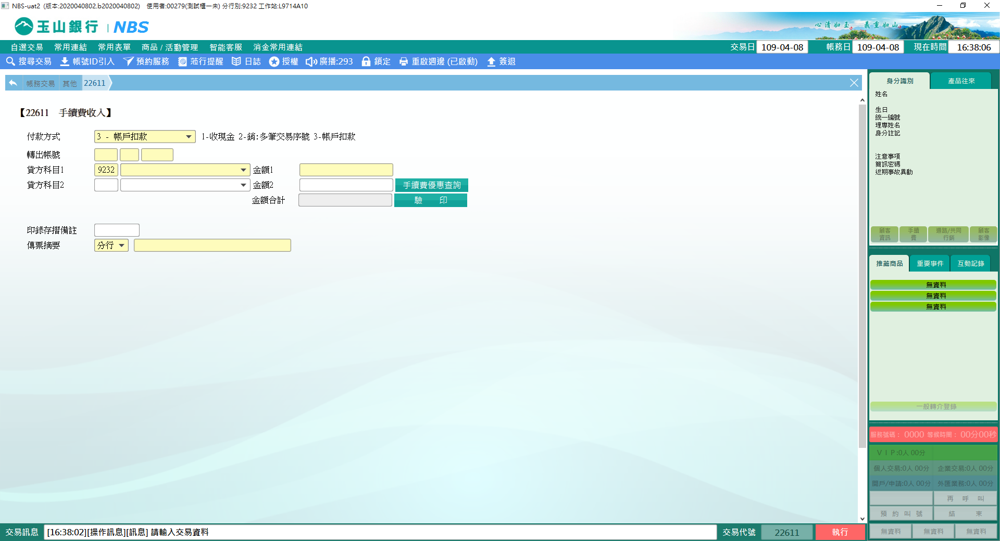 NBS-uat2 (版本:2020040802.b2020040802) 使用者:00279(測試櫃一未) 分行別:9232 工作站:L9714A10
玉山銀行 | NBS
心清如玉。義重如山。
自選交易 常用連結 常用表單 商品 / 活動管理 智能客服 消金常用連結 交易日 109-04-08 帳務日 109-04-08 現在時間 16:38:06
搜尋交易 帳號ID引入 預約服務 蒞行提醒 日誌 授權 廣播:293 鎖定 重啟週邊 (已啟動) 簽退
帳務交易 其他 22611
【22611 手續費收入】
付款方式 3 - 帳戶扣款 1-收現金 2-銷:多筆交易序號 3-帳戶扣款
轉出帳號
貸方科目1 9232 金額1
貸方科目2 金額2 手續費優惠查詢
金額合計 驗 印
印錄存摺備註
傳票摘要 分行
身分識別 產品往來
姓名
生日
統一編號
理專姓名
身分註記
注意事項
簡訊密碼
近期事故異動
顧客資訊 手續費 通路/共同行銷 顧客影像
推薦商品 重要事件 互動記錄
無資料
無資料
無資料
一般轉介登錄
服務號碼: 0000 等候時間: 00分00秒
VIP:0人 00分
個人交易:0人 00分 企業交易:0人 00分
開戶/申請:0人 00分 外匯業務:0人 00分
再 呼 叫
預 約 叫 號 結 束
無資料 無資料 無資料
交易訊息 [16:38:02][操作訊息][訊息] 請輸入交易資料 交易代號 22611 執行